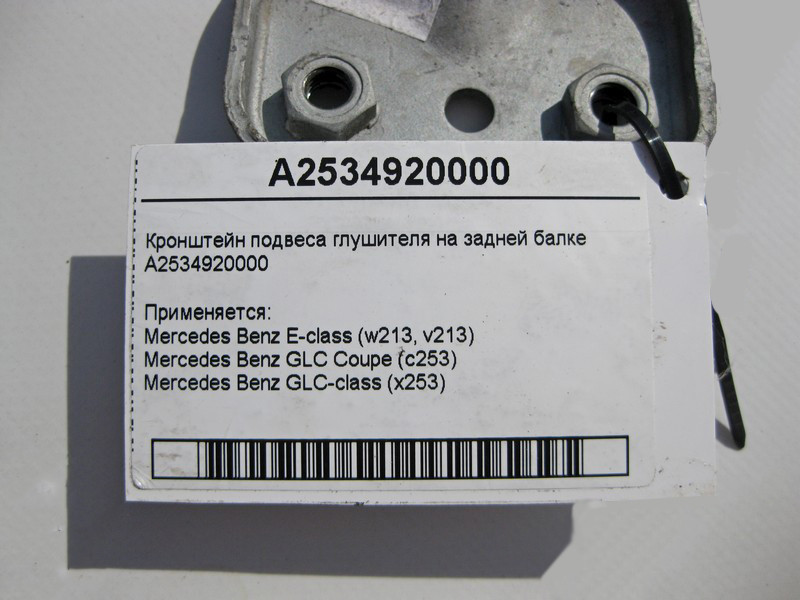 A2534920000
Кронштейн подвеса глушителя на задней балке
A2534920000
Применяется:
Mercedes Benz E-class (w213, v213)
Mercedes Benz GLC Coupe (c253)
Mercedes Benz GLC-class (x253)